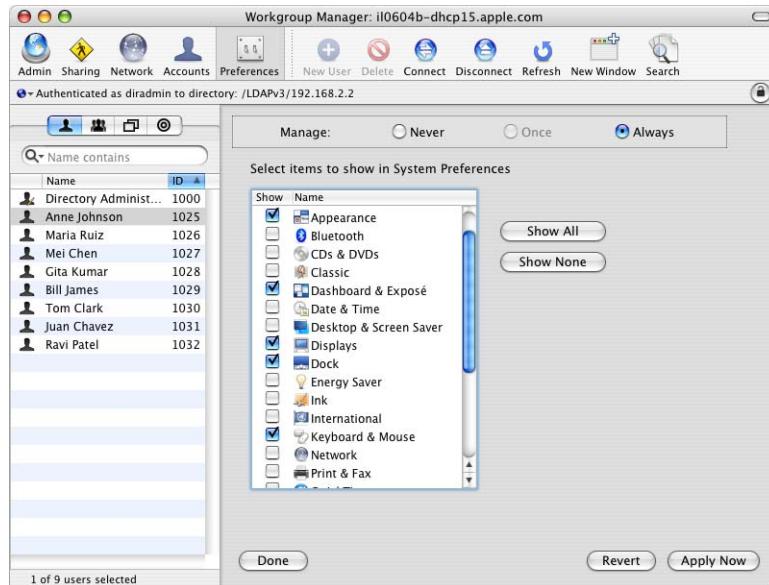 Workgroup Manager: il0604b-dhcp15.apple.com
Admin Sharing Network Accounts Preferences New User Delete Connect Disconnect Refresh New Window Search
Authenticated as diradmin to directory: /LDAPv3/192.168.2.2
Name contains
Name ID
Directory Administ... 1000
Anne Johnson 1025
Maria Ruiz 1026
Mei Chen 1027
Gita Kumar 1028
Bill James 1029
Tom Clark 1030
Juan Chavez 1031
Ravi Patel 1032
1 of 9 users selected
Manage: Never Once Always
Select items to show in System Preferences
Show Name
Appearance
Bluetooth
CDs & DVDs
Classic
Dashboard & Exposé
Date & Time
Desktop & Screen Saver
Displays
Dock
Energy Saver
Ink
International
Keyboard & Mouse
Network
Print & Fax
Show All
Show None
Done Revert Apply Now